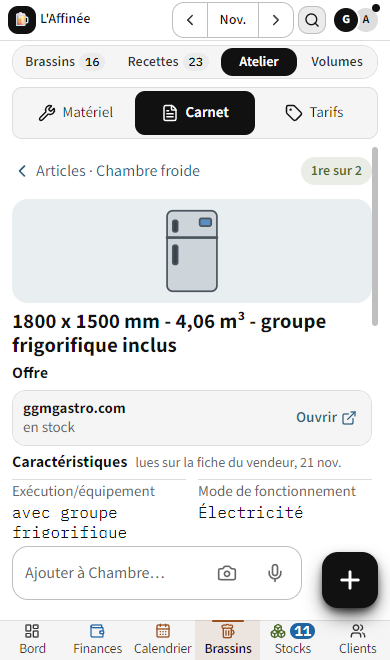 L'Affinée
Nov.
G A
Brassins 16 Recettes 23 Atelier Volumes
Matériel Carnet Tarifs
Articles · Chambre froide 1re sur 2
1800 x 1500 mm - 4,06 m³ - groupe
frigorifique inclus
Offre
ggmgastro.com
en stock
Ouvrir
Caractéristiques lues sur la fiche du vendeur, 21 nov.
Exécution/équipement Mode de fonctionnement
avec groupe Électricité
frigorifique
Ajouter à Chambre…
Bord Finances Calendrier Brassins Stocks 11 Clients